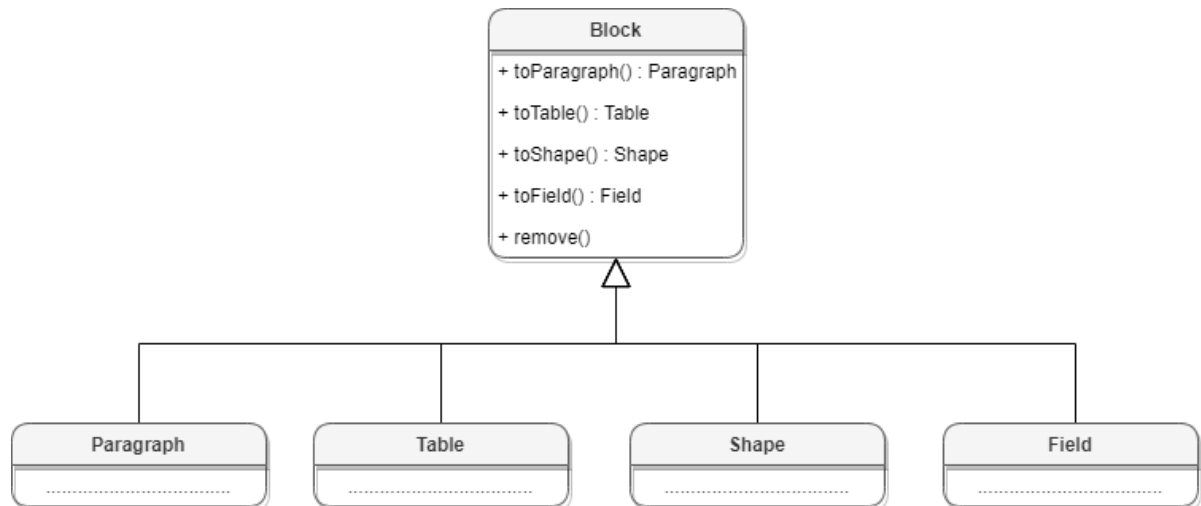 Block
+ toParagraph() : Paragraph
+ toTable() : Table
+ toShape() : Shape
+ toField() : Field
+ remove()
Paragraph
Table
Shape
Field